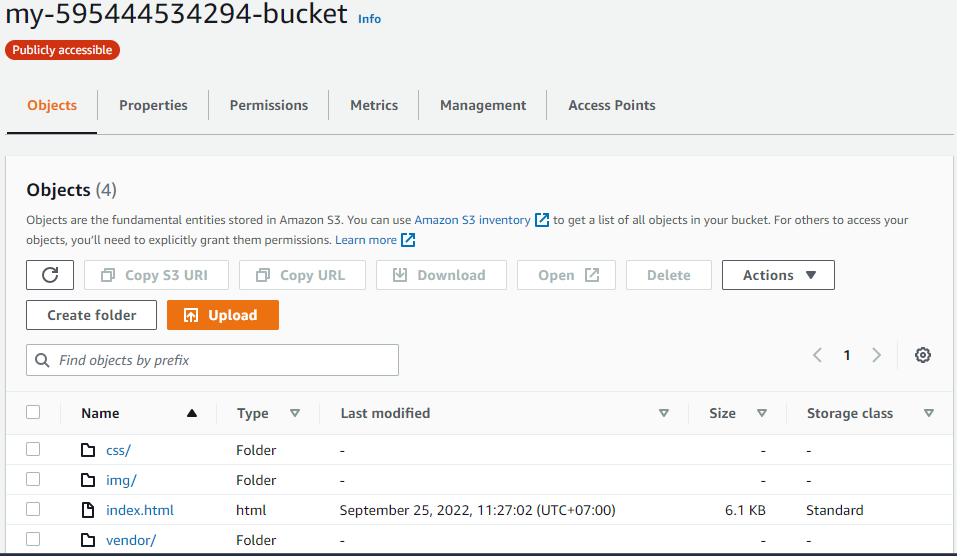 my-595444534294-bucket Info
Publicly accessible
Objects Properties Permissions Metrics Management Access Points
Objects (4)
Objects are the fundamental entities stored in Amazon S3. You can use Amazon S3 inventory to get a list of all objects in your bucket. For others to access your
objects, you'll need to explicitly grant them permissions. Learn more
Copy S3 URI Copy URL Download Open Delete Actions
Create folder Upload
Find objects by prefix 1
Name Type Last modified Size Storage class
css/ Folder - - -
img/ Folder - - -
index.html html September 25, 2022, 11:27:02 (UTC+07:00) 6.1 KB Standard
vendor/ Folder - - -